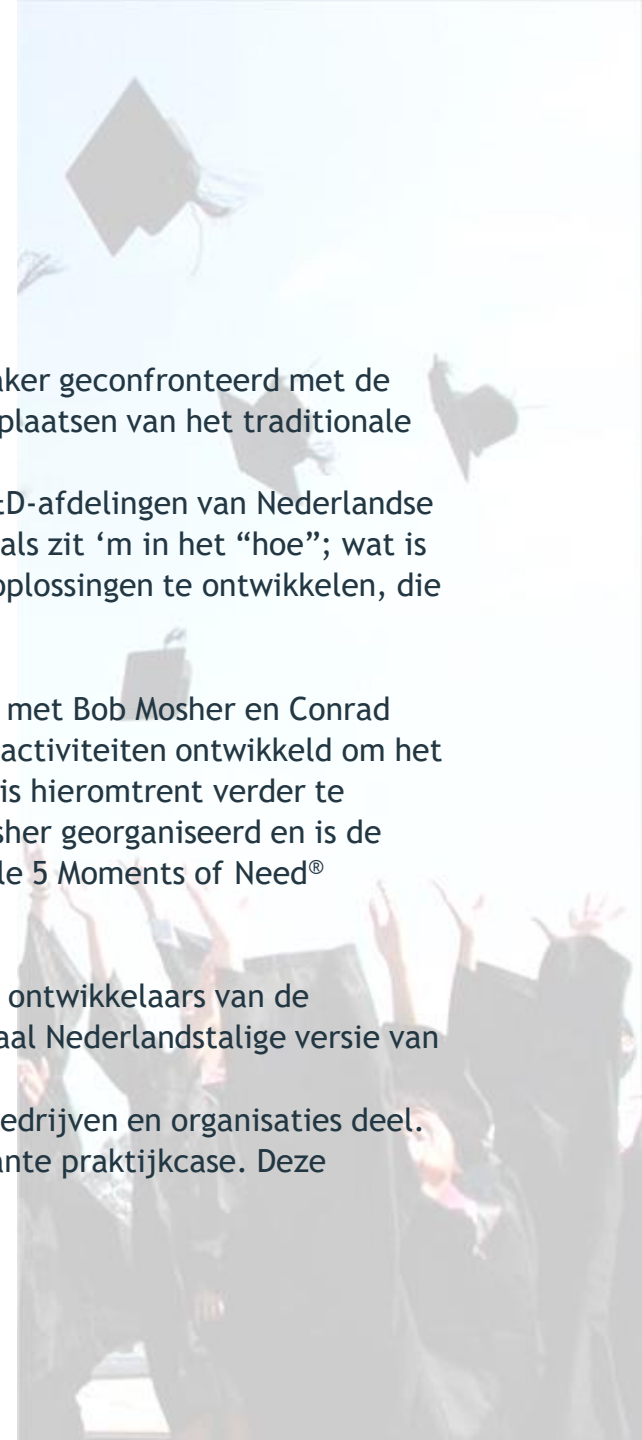 aker geconfronteerd met de
plaatsen van het traditionale
&D-afdelingen van Nederlandse
als zit ‘m in het “hoe”; wat is
oplossingen te ontwikkelen, die
met Bob Mosher en Conrad
activiteiten ontwikkeld om het
is hieromtrent verder te
sher georganiseerd en is de
le 5 Moments of Need®
ontwikkelaars van de
aal Nederlandstalige versie van
edrijven en organisaties deel.
ante praktijkcase. Deze